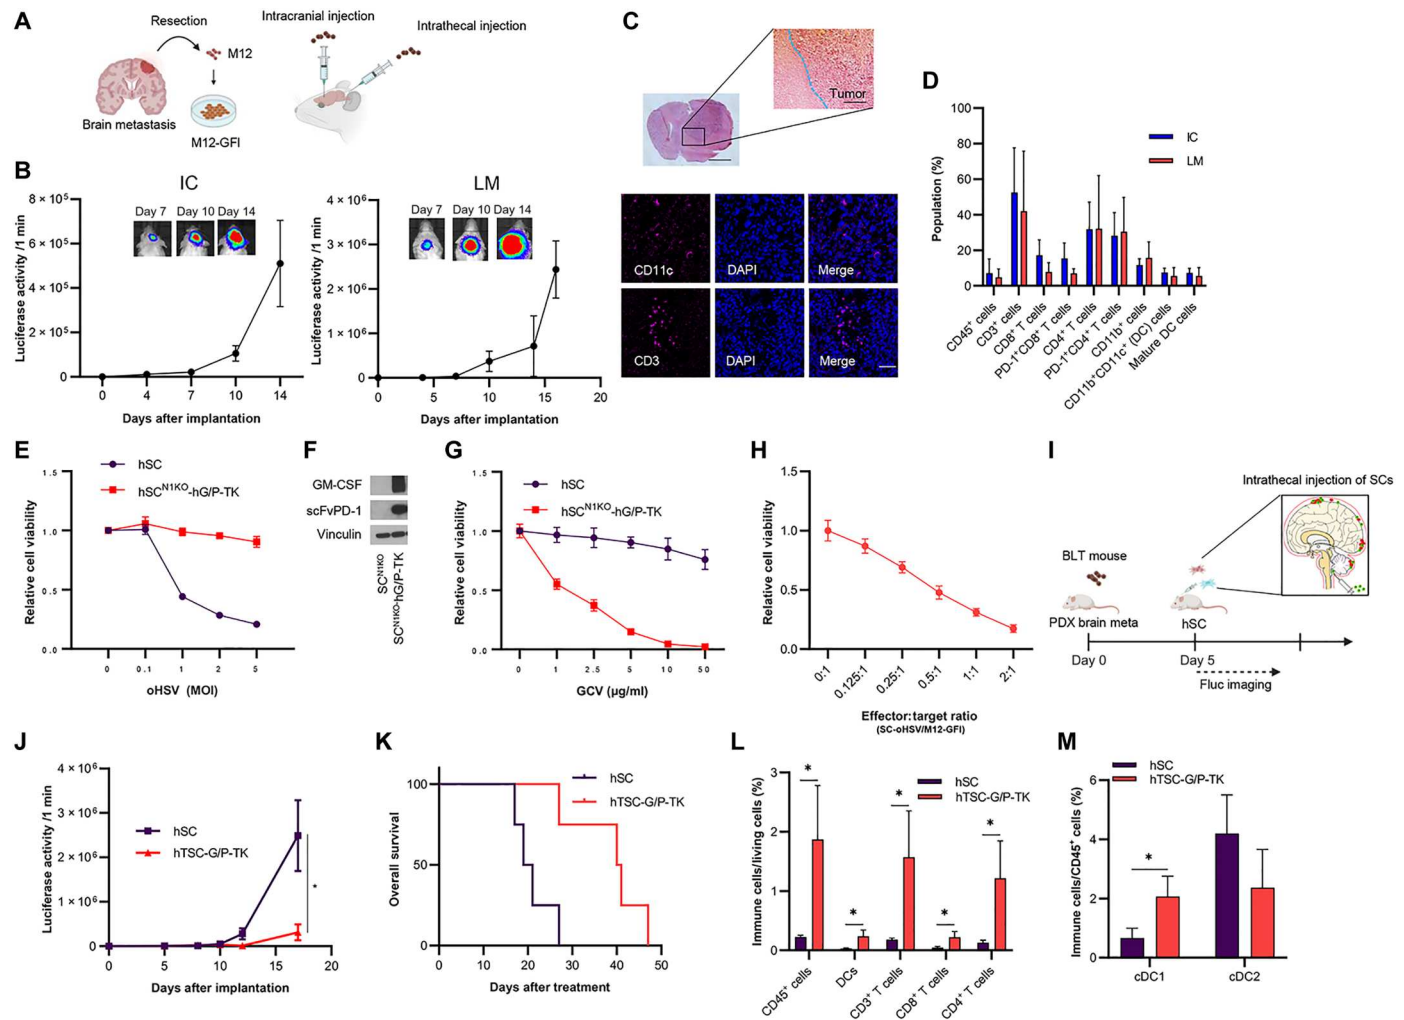 A
Resection
M12
Brain metastasis
M12-GFI
Intracranial injection
Intrathecal injection
B
IC
Luciferase activity /1 min
8 × 10⁵
6 × 10⁵
4 × 10⁵
2 × 10⁵
0
Day 7 Day 10 Day 14
0 4 7 10 14
Days after implantation
LM
Luciferase activity /1 min
4 × 10⁶
3 × 10⁶
2 × 10⁶
1 × 10⁶
0
Day 7 Day 10 Day 14
0 5 10 15 20
Days after implantation
C
Tumor
CD11c DAPI Merge
CD3 DAPI Merge
D
Population (%)
100
80
60
40
20
0
IC
LM
CD45⁺ cells
CD3⁺ cells
CD8⁺ T cells
PD-1⁺CD8⁺ T cells
CD4⁺ T cells
PD-1⁺CD4⁺ T cells
CD11b⁺ cells
CD11b⁺CD11c⁺ (DC) cells
Mature DC cells
E
hSC
hSCᴺ¹ᴷᴼ-hG/P-TK
Relative cell viability
1.5
1.0
0.5
0.0
0 0.1 1 2 5
oHSV (MOI)
F
GM-CSF
scFvPD-1
Vinculin
SCᴺ¹ᴷᴼ
SCᴺ¹ᴷᴼ-hG/P-TK
G
hSC
hSCᴺ¹ᴷᴼ-hG/P-TK
Relative cell viability
1.5
1.0
0.5
0.0
0 1 2.5 5 10 50
GCV (µg/ml)
H
Relative cell viability
1.5
1.0
0.5
0.0
0:1 0.125:1 0.25:1 0.5:1 1:1 2:1
Effector:target ratio
(SC-oHSV/M12-GFI)
I
Intrathecal injection of SCs
BLT mouse
PDX brain meta
hSC
Day 0 Day 5
Fluc imaging
J
Luciferase activity /1 min
4 × 10⁶
3 × 10⁶
2 × 10⁶
1 × 10⁶
0
hSC
hTSC-G/P-TK
*
0 5 10 15 20
Days after implantation
K
Overall survival
100
50
0
hSC
hTSC-G/P-TK
0 10 20 30 40 50
Days after treatment
L
Immune cells/living cells (%)
3
2
1
0
hSC
hTSC-G/P-TK
* * * * *
CD45⁺ cells
DCs
CD3⁺ T cells
CD8⁺ T cells
CD4⁺ T cells
M
hSC
hTSC-G/P-TK
Immune cells/CD45⁺ cells (%)
6
4
2
0
*
cDC1 cDC2